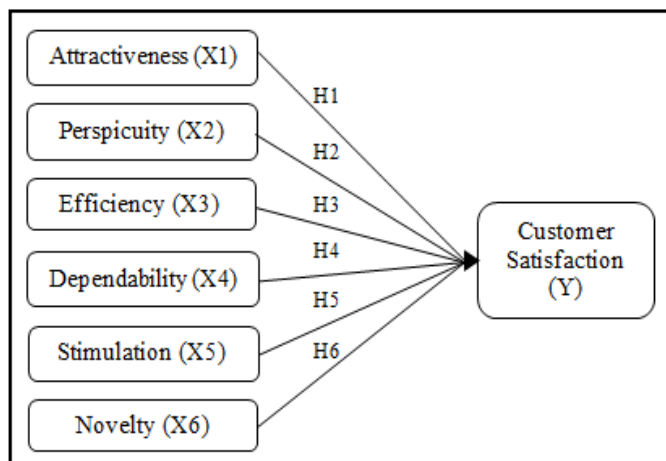 Attractiveness (X1)
H1
Perspicuity (X2)
H2
Efficiency (X3)
H3
Customer
Satisfaction
(Y)
Dependability (X4)
H4
Stimulation (X5)
H5
H6
Novelty (X6)